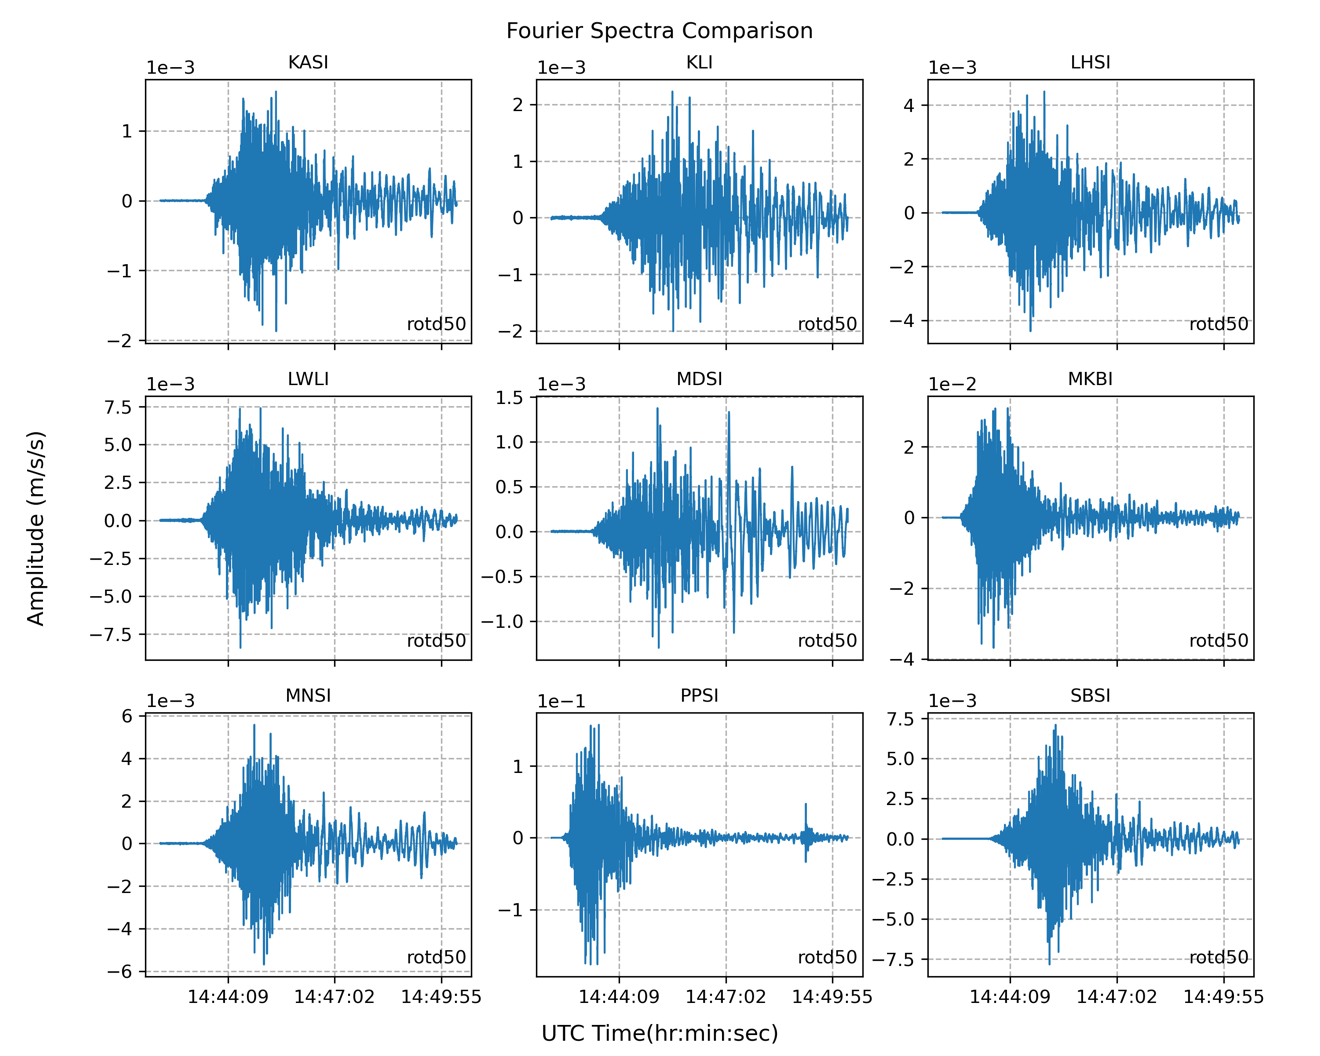 Fourier Spectra Comparison
KASI
KLI
LHSI
1e−3
1e−3
1e−3
1
0
−1
−2
rotd50
2
1
0
−1
−2
rotd50
4
2
0
−2
−4
rotd50
LWLI
MDSI
MKBI
1e−3
1e−3
1e−2
7.5
5.0
2.5
0.0
−2.5
−5.0
−7.5
rotd50
1.5
1.0
0.5
0.0
−0.5
−1.0
rotd50
2
0
−2
−4
rotd50
Amplitude (m/s/s)
MNSI
PPSI
SBSI
1e−3
1e−1
1e−3
6
4
2
0
−2
−4
−6
rotd50
1
0
−1
rotd50
7.5
5.0
2.5
0.0
−2.5
−5.0
−7.5
rotd50
14:44:09 14:47:02 14:49:55
14:44:09 14:47:02 14:49:55
14:44:09 14:47:02 14:49:55
UTC Time(hr:min:sec)